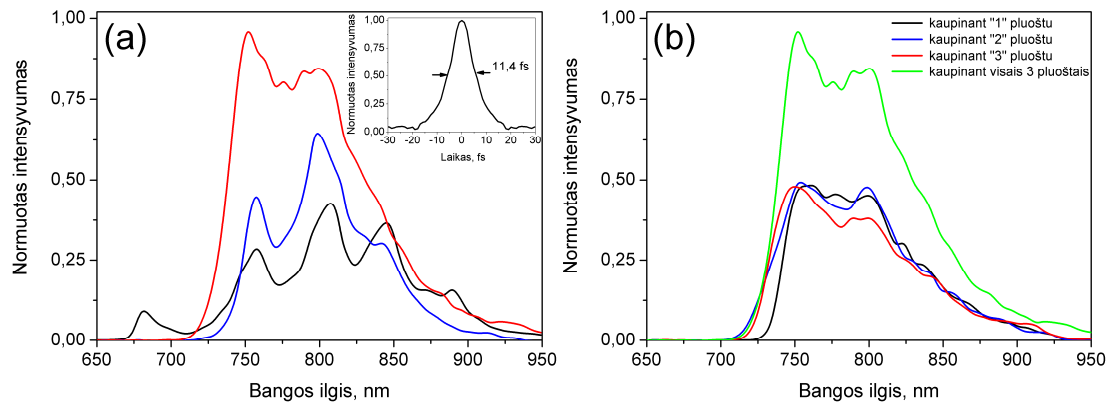 (a)
Normuotas intensyvumas
1,00
0,75
0,50
0,25
0,00
650
700
750
800
850
900
950
Bangos ilgis, nm
Normuotas intensyvumas
1,00
0,75
0,50
0,25
0,00
11,4 fs
-30
-20
-10
0
10
20
30
Laikas, fs
(b)
kaupinant "1" pluoštu
kaupinant "2" pluoštu
kaupinant "3" pluoštu
kaupinant visais 3 pluoštais
Normuotas intensyvumas
1,00
0,75
0,50
0,25
0,00
650
700
750
800
850
900
950
Bangos ilgis, nm